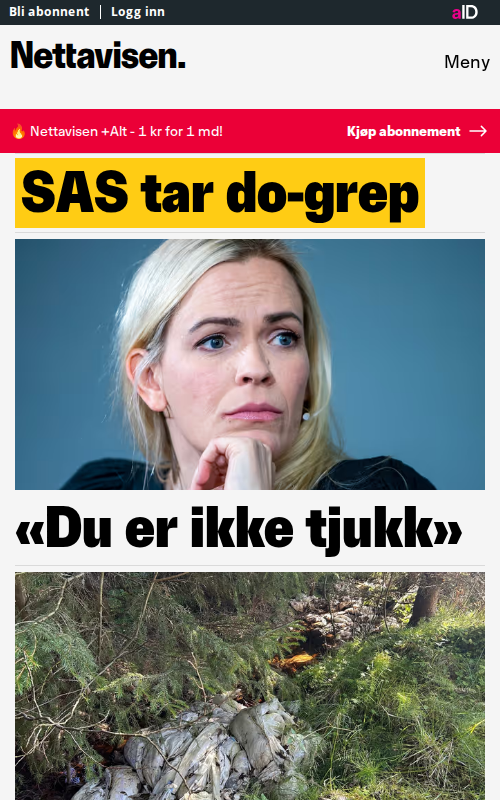 Bli abonnent
Logg inn
aID
Nettavisen.
Meny
🔥 Nettavisen +Alt - 1 kr for 1 md!
Kjøp abonnement →
SAS tar do-grep
«Du er ikke tjukk»